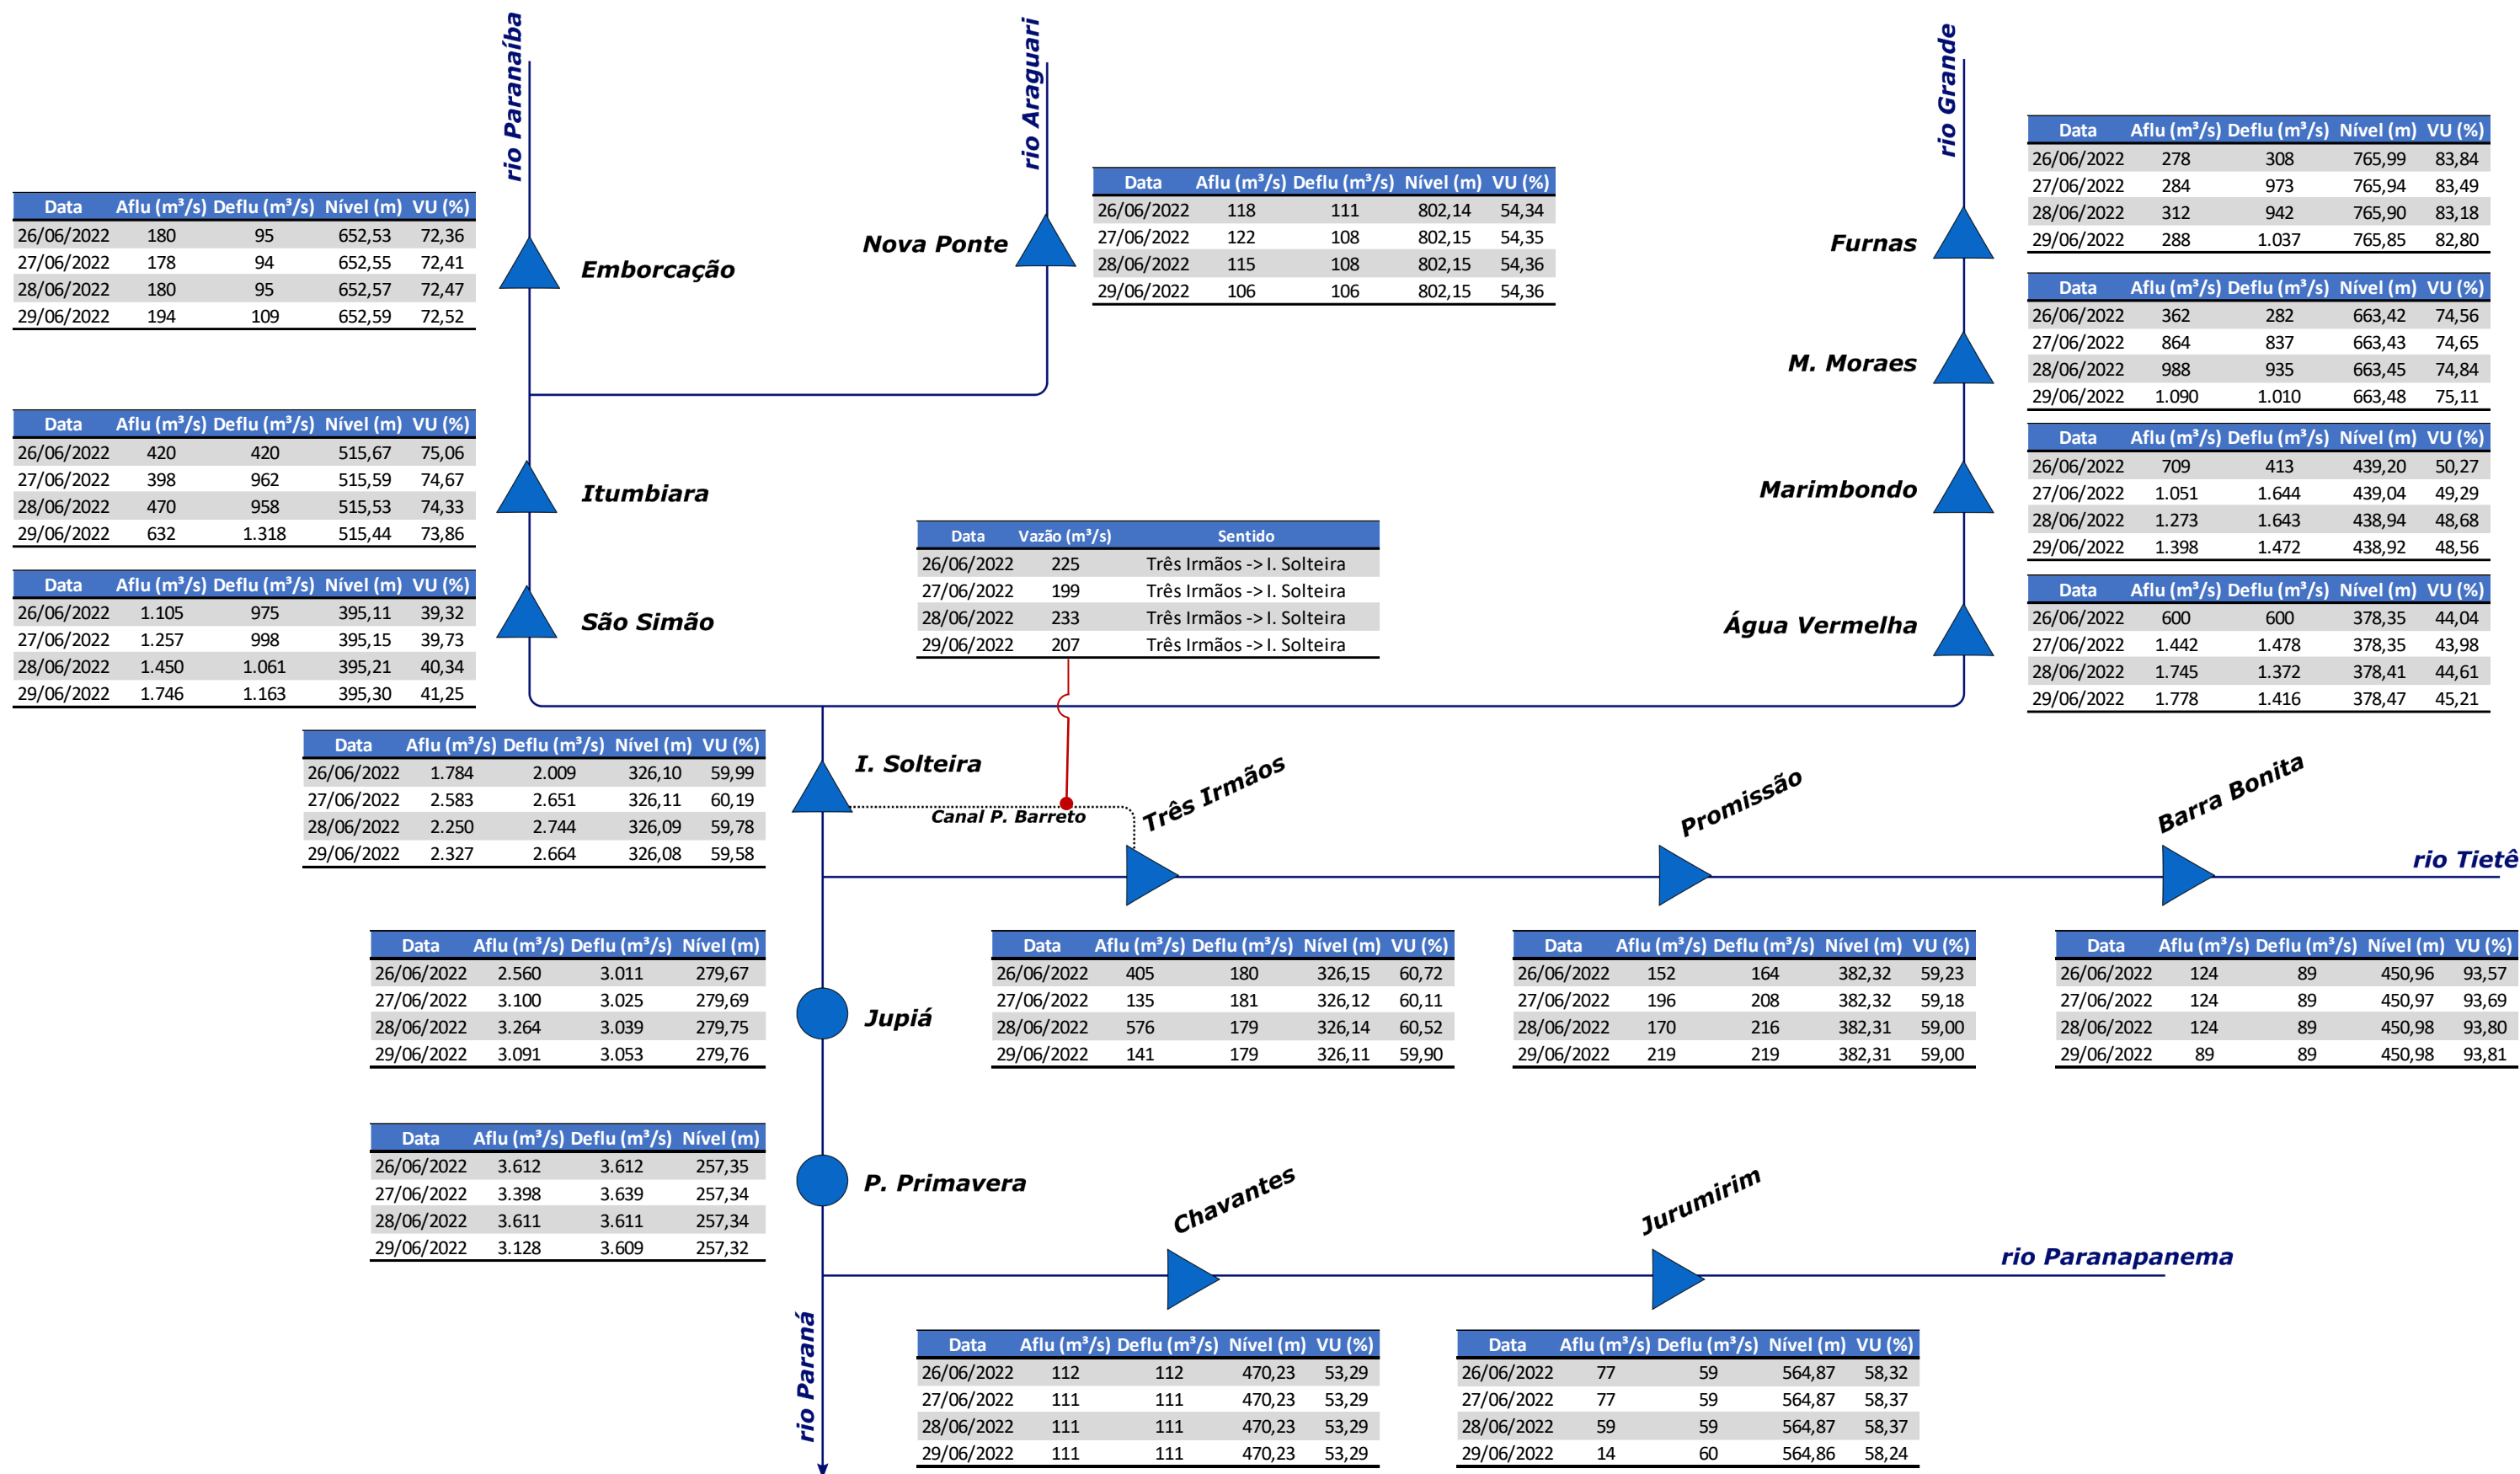 rio Paranaíba
rio Araguari
rio Grande
Data Aflu (m³/s) Deflu (m³/s) Nível (m) VU (%)
26/06/2022 278 308 765,99 83,84
27/06/2022 284 973 765,94 83,49
28/06/2022 312 942 765,90 83,18
29/06/2022 288 1.037 765,85 82,80
Furnas
Data Aflu (m³/s) Deflu (m³/s) Nível (m) VU (%)
26/06/2022 118 111 802,14 54,34
27/06/2022 122 108 802,15 54,35
28/06/2022 115 108 802,15 54,36
29/06/2022 106 106 802,15 54,36
Nova Ponte
Data Aflu (m³/s) Deflu (m³/s) Nível (m) VU (%)
26/06/2022 180 95 652,53 72,36
27/06/2022 178 94 652,55 72,41
28/06/2022 180 95 652,57 72,47
29/06/2022 194 109 652,59 72,52
Emborcação
Data Aflu (m³/s) Deflu (m³/s) Nível (m) VU (%)
26/06/2022 362 282 663,42 74,56
27/06/2022 864 837 663,43 74,65
28/06/2022 988 935 663,45 74,84
29/06/2022 1.090 1.010 663,48 75,11
M. Moraes
Data Aflu (m³/s) Deflu (m³/s) Nível (m) VU (%)
26/06/2022 420 420 515,67 75,06
27/06/2022 398 962 515,59 74,67
28/06/2022 470 958 515,53 74,33
29/06/2022 632 1.318 515,44 73,86
Itumbiara
Data Aflu (m³/s) Deflu (m³/s) Nível (m) VU (%)
26/06/2022 709 413 439,20 50,27
27/06/2022 1.051 1.644 439,04 49,29
28/06/2022 1.273 1.643 438,94 48,68
29/06/2022 1.398 1.472 438,92 48,56
Marimbondo
Data Vazão (m³/s) Sentido
26/06/2022 225 Três Irmãos -> I. Solteira
27/06/2022 199 Três Irmãos -> I. Solteira
28/06/2022 233 Três Irmãos -> I. Solteira
29/06/2022 207 Três Irmãos -> I. Solteira
Data Aflu (m³/s) Deflu (m³/s) Nível (m) VU (%)
26/06/2022 1.105 975 395,11 39,32
27/06/2022 1.257 998 395,15 39,73
28/06/2022 1.450 1.061 395,21 40,34
29/06/2022 1.746 1.163 395,30 41,25
São Simão
Data Aflu (m³/s) Deflu (m³/s) Nível (m) VU (%)
26/06/2022 600 600 378,35 44,04
27/06/2022 1.442 1.478 378,35 43,98
28/06/2022 1.745 1.372 378,41 44,61
29/06/2022 1.778 1.416 378,47 45,21
Água Vermelha
Data Aflu (m³/s) Deflu (m³/s) Nível (m) VU (%)
26/06/2022 1.784 2.009 326,10 59,99
27/06/2022 2.583 2.651 326,11 60,19
28/06/2022 2.250 2.744 326,09 59,78
29/06/2022 2.327 2.664 326,08 59,58
I. Solteira
Canal P. Barreto
Três Irmãos
Promissão
Barra Bonita
rio Tietê
Data Aflu (m³/s) Deflu (m³/s) Nível (m)
26/06/2022 2.560 3.011 279,67
27/06/2022 3.100 3.025 279,69
28/06/2022 3.264 3.039 279,75
29/06/2022 3.091 3.053 279,76
Jupiá
Data Aflu (m³/s) Deflu (m³/s) Nível (m) VU (%)
26/06/2022 405 180 326,15 60,72
27/06/2022 135 181 326,12 60,11
28/06/2022 576 179 326,14 60,52
29/06/2022 141 179 326,11 59,90
Data Aflu (m³/s) Deflu (m³/s) Nível (m) VU (%)
26/06/2022 152 164 382,32 59,23
27/06/2022 196 208 382,32 59,18
28/06/2022 170 216 382,31 59,00
29/06/2022 219 219 382,31 59,00
Data Aflu (m³/s) Deflu (m³/s) Nível (m) VU (%)
26/06/2022 124 89 450,96 93,57
27/06/2022 124 89 450,97 93,69
28/06/2022 124 89 450,98 93,80
29/06/2022 89 89 450,98 93,81
Data Aflu (m³/s) Deflu (m³/s) Nível (m)
26/06/2022 3.612 3.612 257,35
27/06/2022 3.398 3.639 257,34
28/06/2022 3.611 3.611 257,34
29/06/2022 3.128 3.609 257,32
P. Primavera
Chavantes
Jurumirim
rio Paranapanema
rio Paraná
Data Aflu (m³/s) Deflu (m³/s) Nível (m) VU (%)
26/06/2022 112 112 470,23 53,29
27/06/2022 111 111 470,23 53,29
28/06/2022 111 111 470,23 53,29
29/06/2022 111 111 470,23 53,29
Data Aflu (m³/s) Deflu (m³/s) Nível (m) VU (%)
26/06/2022 77 59 564,87 58,32
27/06/2022 77 59 564,87 58,37
28/06/2022 59 59 564,87 58,37
29/06/2022 14 60 564,86 58,24